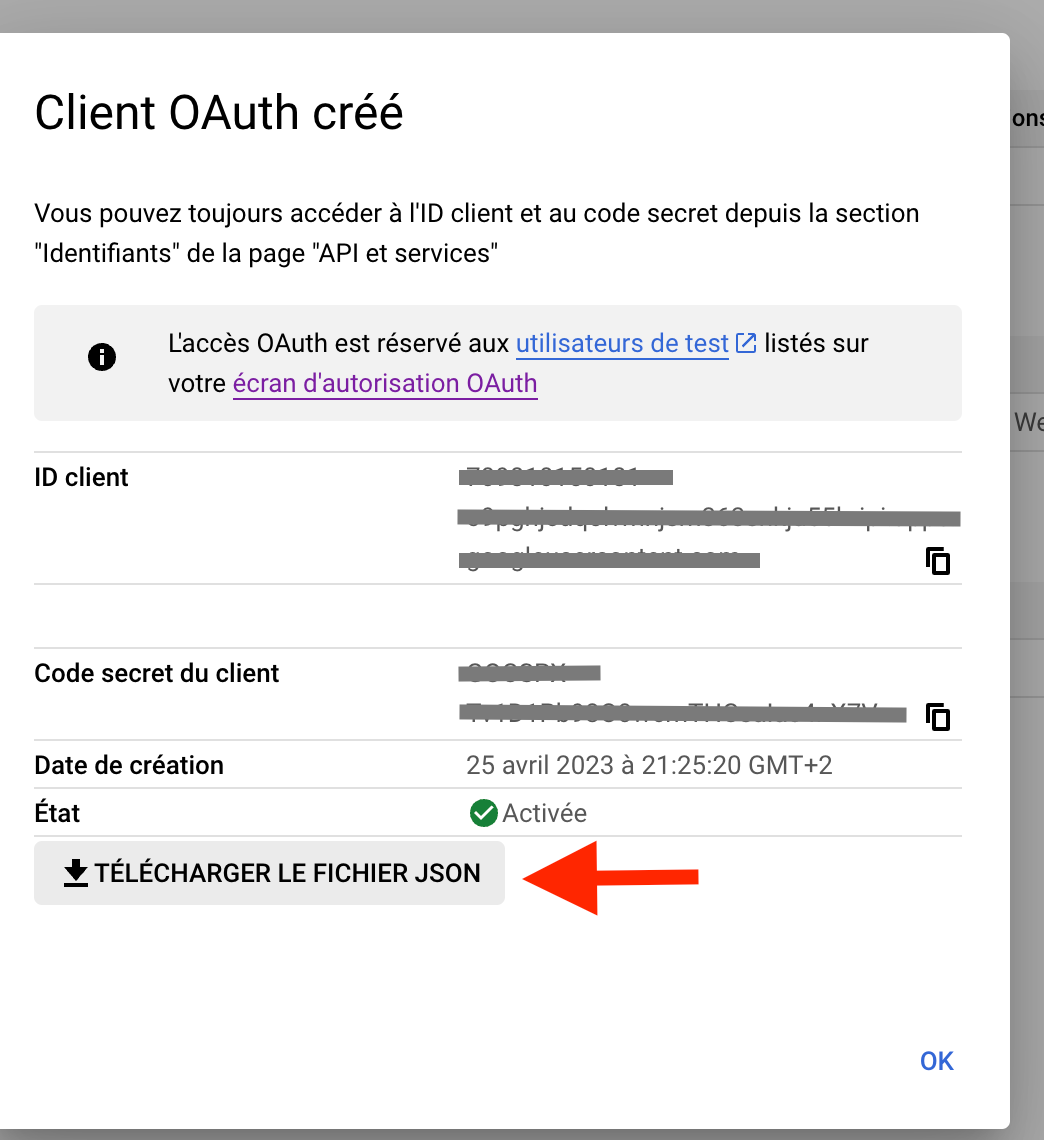 Client OAuth créé
ons
Vous pouvez toujours accéder à l'ID client et au code secret depuis la section
"Identifiants" de la page "API et services"
L'accès OAuth est réservé aux utilisateurs de test listés sur
votre écran d'autorisation OAuth
We
ID client
Code secret du client
Date de création 25 avril 2023 à 21:25:20 GMT+2
État Activée
TÉLÉCHARGER LE FICHIER JSON
OK